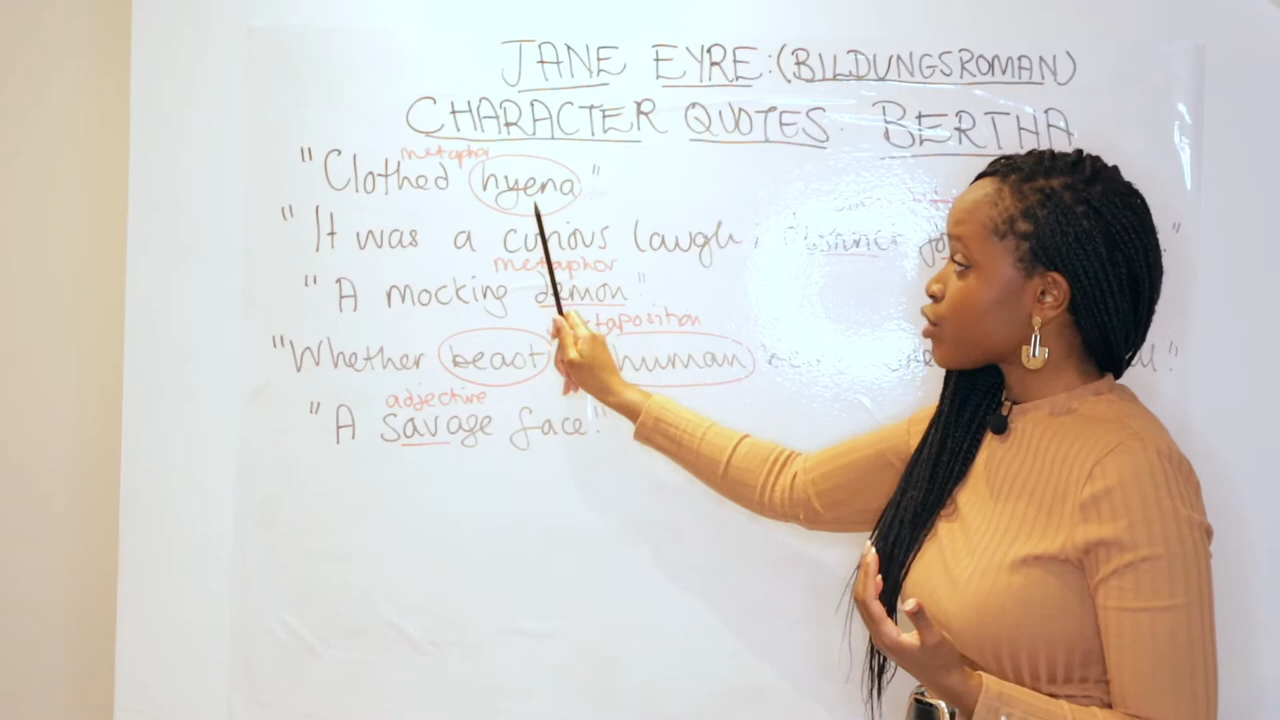 JANE EYRE: (BILDUNGSROMAN)
CHARACTER QUOTES. BERTHA
metaphor
"Clothed hyena"
"It was a curious laugh,
metaphor
"A mocking demon"
"Whether beast human
adjective
"A savage face."